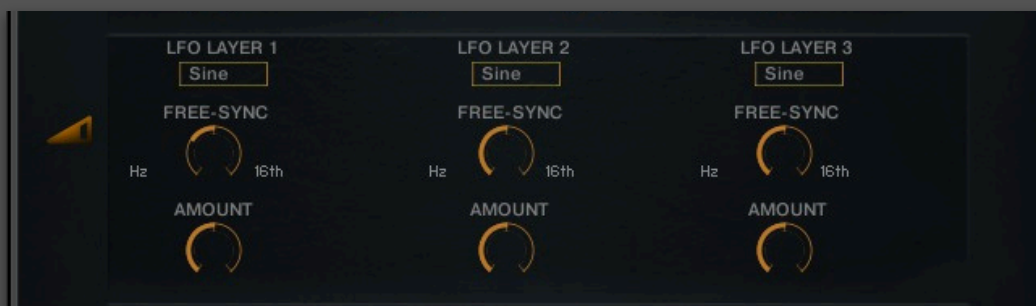 LFO LAYER 1
LFO LAYER 2
LFO LAYER 3
Sine
Sine
Sine
FREE-SYNC
FREE-SYNC
FREE-SYNC
Hz
16th
Hz
16th
Hz
16th
AMOUNT
AMOUNT
AMOUNT